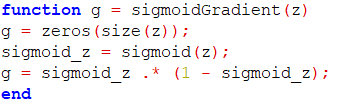 function g = sigmoidGradient(z)
g = zeros(size(z));
sigmoid_z = sigmoid(z);
g = sigmoid_z .* (1 - sigmoid_z);
end